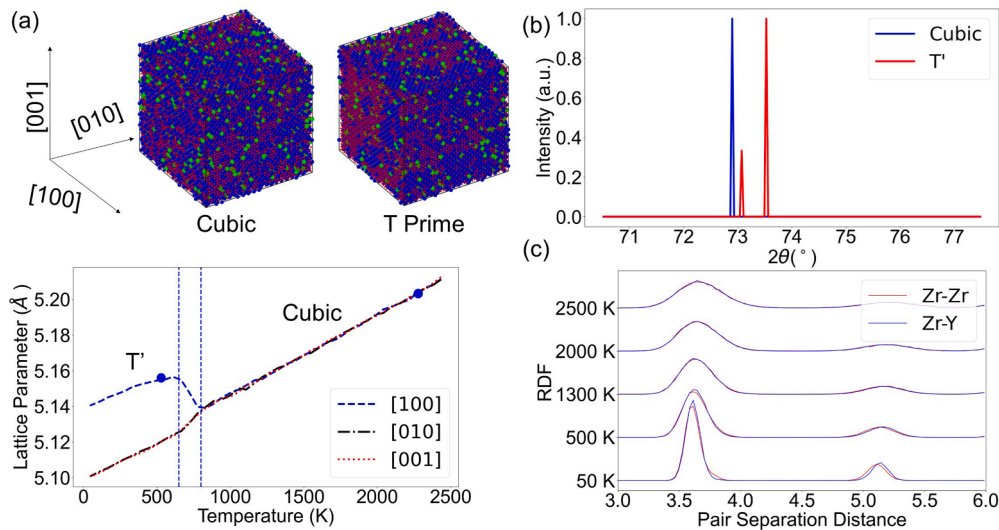 (a)
[001]
[010]
[100]
Cubic
T Prime
Lattice Parameter (Å)
5.20
5.18
5.16
5.14
5.12
5.10
T’
Cubic
[100]
[010]
[001]
0
500
1000
1500
2000
2500
Temperature (K)
(b)
Intensity (a.u.)
1.0
0.8
0.6
0.4
0.2
0.0
Cubic
T'
71
72
73
74
75
76
77
2θ(°)
(c)
RDF
2500 K
2000 K
1300 K
500 K
50 K
Zr-Zr
Zr-Y
3.0
3.5
4.0
4.5
5.0
5.5
6.0
Pair Separation Distance